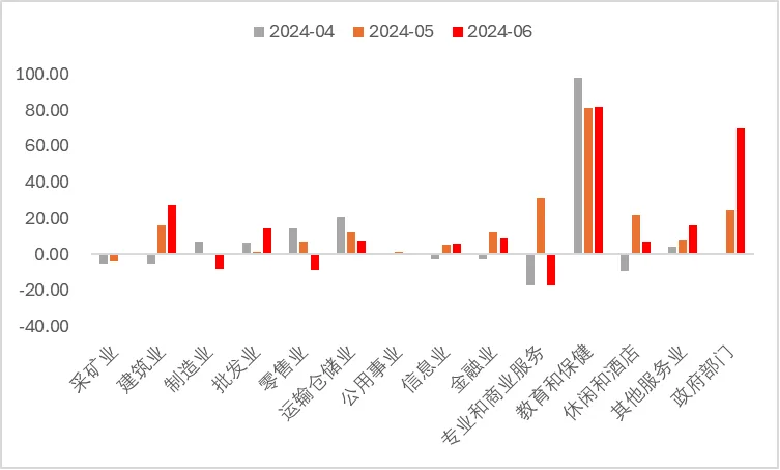 2024-04 2024-05 2024-06
100.00
80.00
60.00
40.00
20.00
0.00
-20.00
-40.00
采矿业
建筑业
制造业
批发业
零售业
运输仓储业
公用事业
信息业
金融业
专业和商业服务
教育和保健
休闲和酒店
其他服务业
政府部门